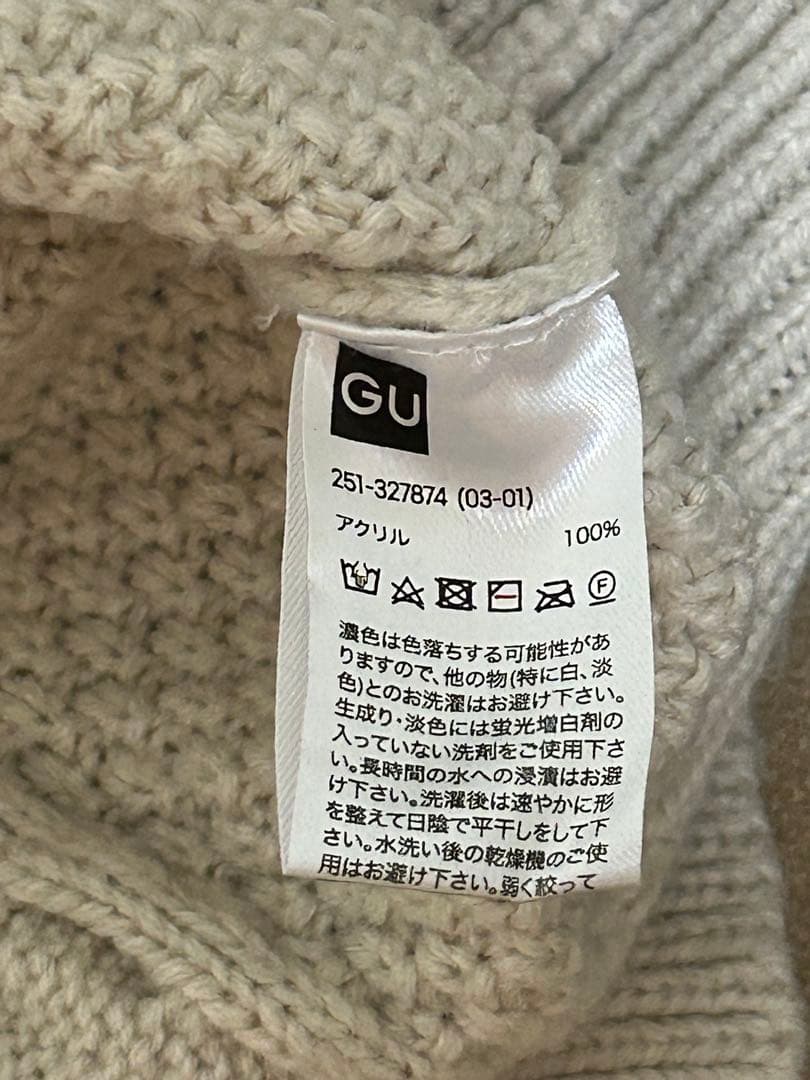 GU
251-327874 (03-01)
アクリル 100%
F
濃色は色落ちする可能性があ
りますので、他の物(特に白、淡
色)とのお洗濯はお避け下さい。
生成り・淡色には蛍光増白剤の
入っていない洗剤をご使用下さ
い。長時間の水への浸漬はお避
け下さい。洗濯後は速やかに形
を整えて日陰で平干しをして下
さい。水洗い後の乾燥機のご使
用はお避け下さい。弱く絞って